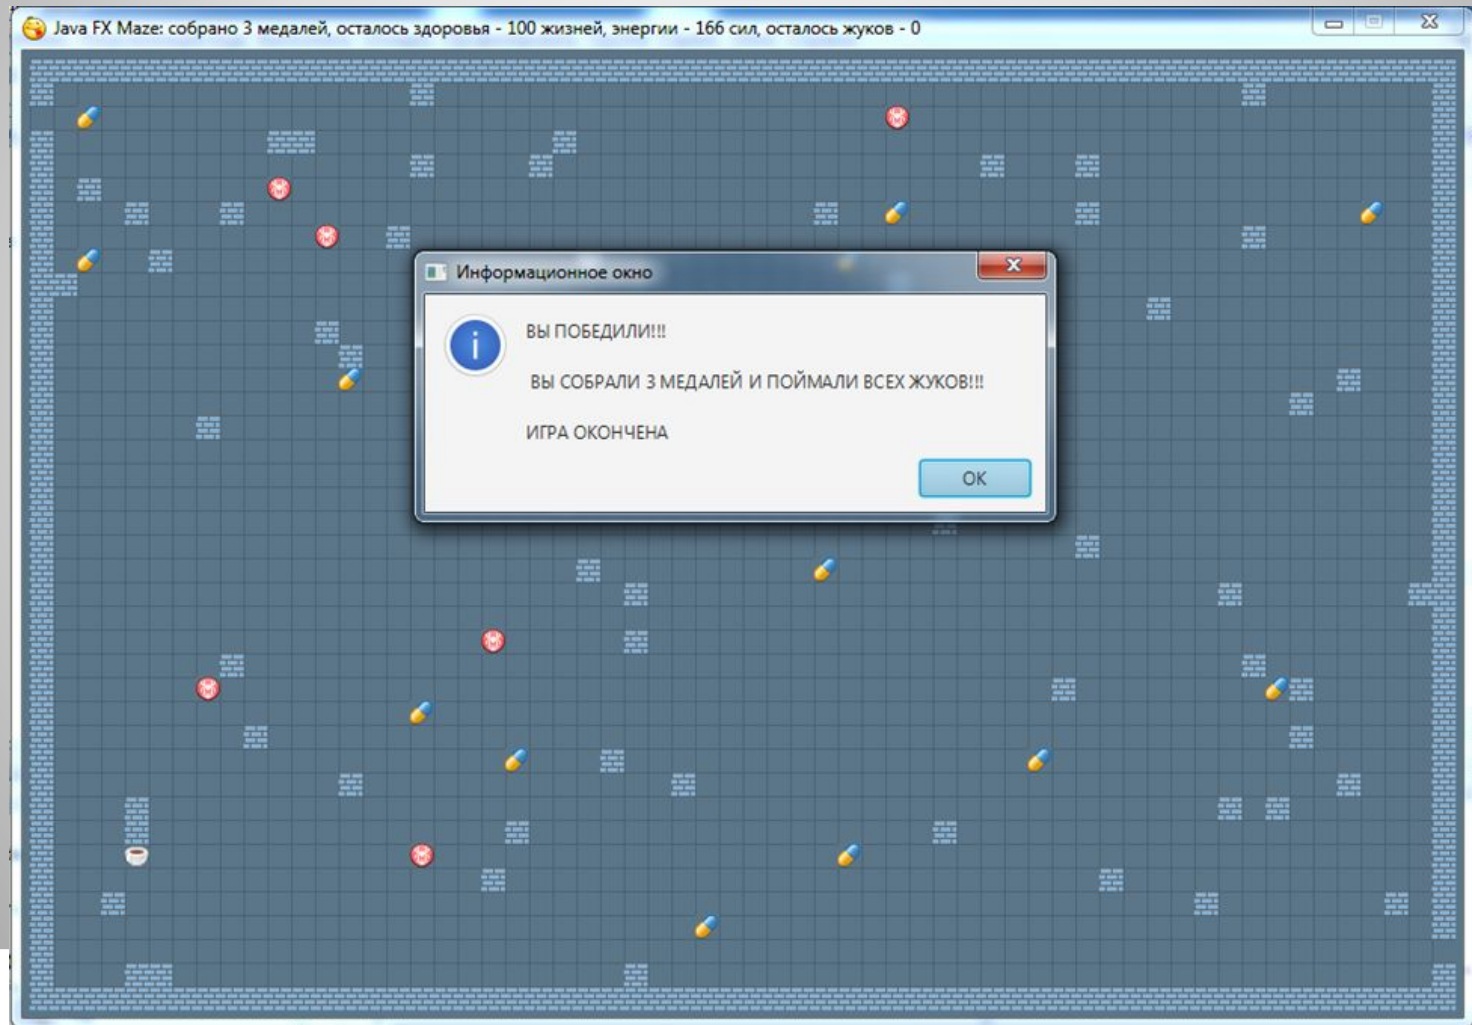 Java FX Maze: собрано 3 медалей, осталось здоровья - 100 жизней, энергии - 166 сил, осталось жуков - 0
Информационное окно
ВЫ ПОБЕДИЛИ!!!
ВЫ СОБРАЛИ 3 МЕДАЛЕЙ И ПОЙМАЛИ ВСЕХ ЖУКОВ!!!
ИГРА ОКОНЧЕНА
OK